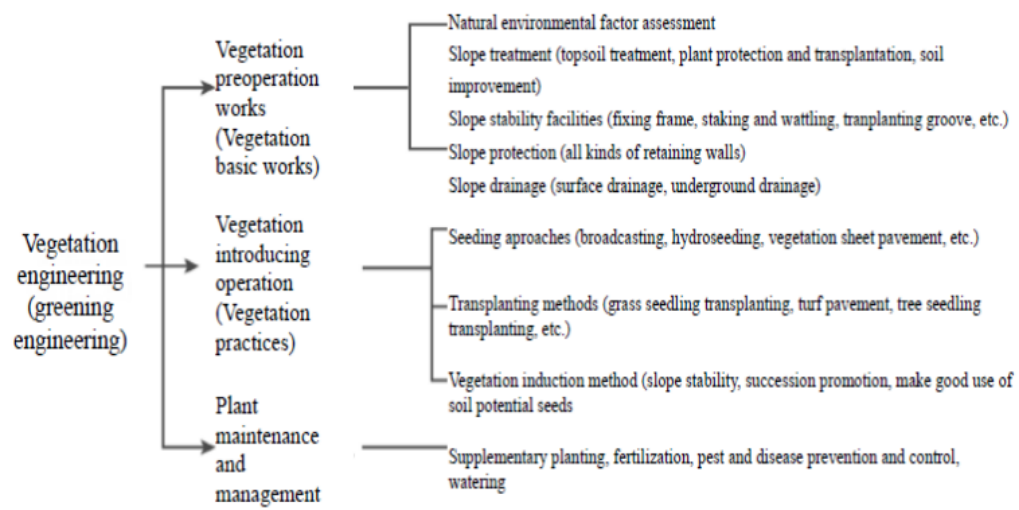 Vegetation
engineering
(greening
engineering)
Vegetation
preoperation
works
(Vegetation
basic works)
Natural environmental factor assessment
Slope treatment (topsoil treatment, plant protection and transplantation, soil
improvement)
Slope stability facilities (fixing frame, staking and wattling, tranplanting groove, etc.)
Slope protection (all kinds of retaining walls)
Slope drainage (surface drainage, underground drainage)
Vegetation
introducing
operation
(Vegetation
practices)
Seeding aproaches (broadcasting, hydroseeding, vegetation sheet pavement, etc.)
Transplanting methods (grass seedling transplanting, turf pavement, tree seedling
transplanting, etc.)
Vegetation induction method (slope stability, succession promotion, make good use of
soil potential seeds
Plant
maintenance
and
management
Supplementary planting, fertilization, pest and disease prevention and control,
watering